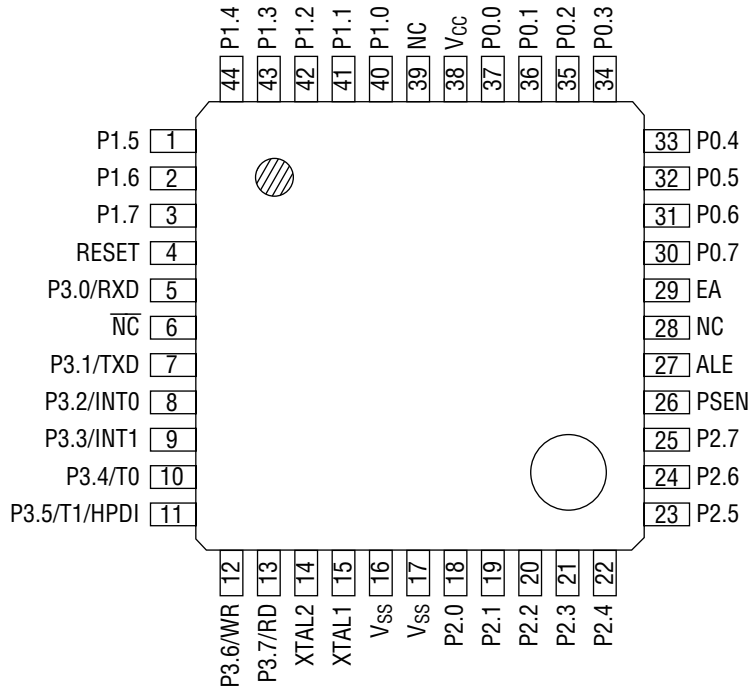 P1.4 P1.3 P1.2 P1.1 P1.0 NC VCC P0.0 P0.1 P0.2 P0.3
44 43 42 41 40 39 38 37 36 35 34
P1.5 1 33 P0.4
P1.6 2 32 P0.5
P1.7 3 31 P0.6
RESET 4 30 P0.7
P3.0/RXD 5 29 EA
N̅C̅ 6 28 NC
P3.1/TXD 7 27 ALE
P3.2/INT0 8 26 PSEN
P3.3/INT1 9 25 P2.7
P3.4/T0 10 24 P2.6
P3.5/T1/HPDI 11 23 P2.5
12 13 14 15 16 17 18 19 20 21 22
P3.6/WR P3.7/RD XTAL2 XTAL1 VSS VSS P2.0 P2.1 P2.2 P2.3 P2.4